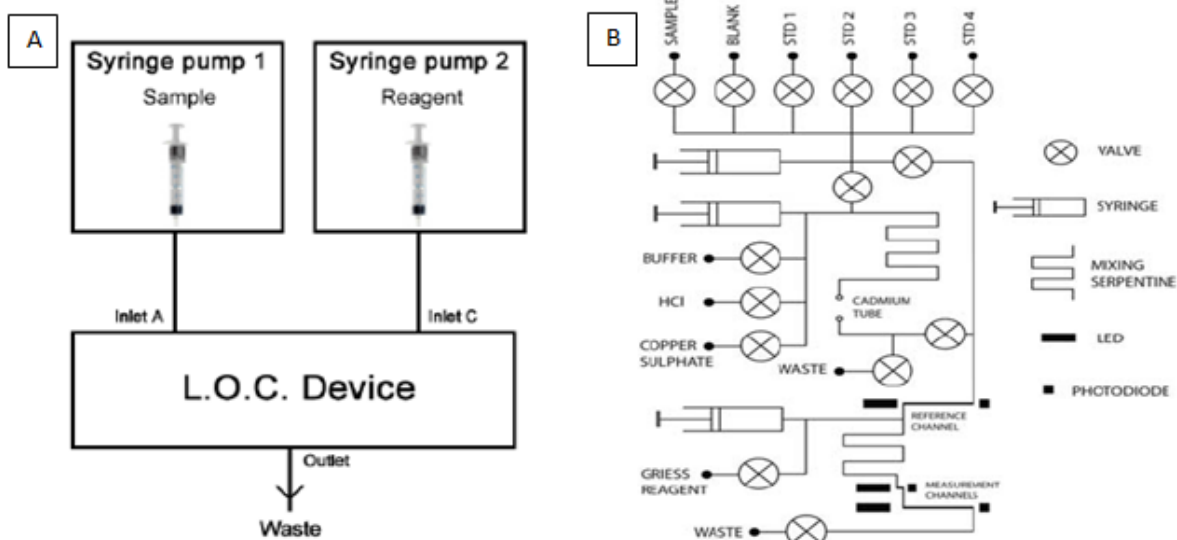 A
Syringe pump 1
Sample
Syringe pump 2
Reagent
Inlet A
Inlet C
L.O.C. Device
Outlet
Waste
B
SAMPLE
BLANK
STD 1
STD 2
STD 3
STD 4
VALVE
SYRINGE
BUFFER
MIXING
SERPENTINE
HCl
CADMIUM
TUBE
COPPER
SULPHATE
WASTE
LED
PHOTODIODE
REFERENCE
CHANNEL
GRIESS
REAGENT
MEASUREMENT
CHANNELS
WASTE